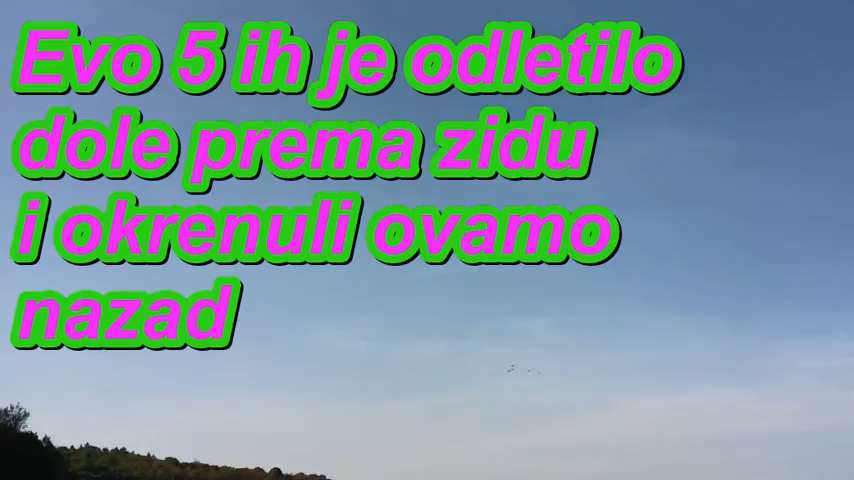 Evo 5 ih je odletilo
dole prema zidu
i okrenuli ovamo
nazad